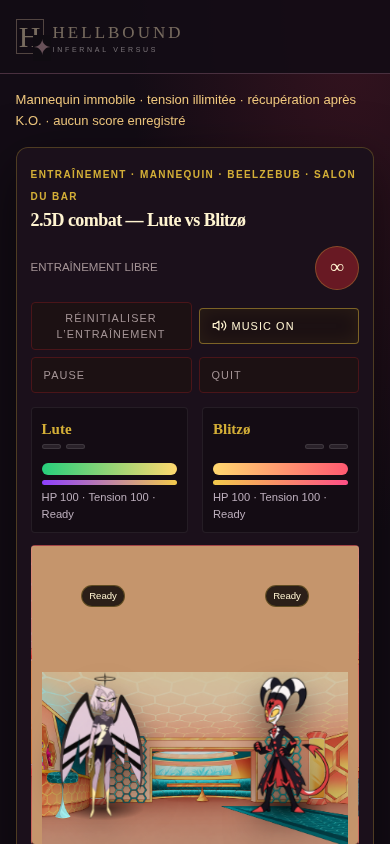 H
HELLBOUND
INFERNAL VERSUS
Mannequin immobile · tension illimitée · récupération après
K.O. · aucun score enregistré
ENTRAÎNEMENT · MANNEQUIN · BEELZEBUB · SALON
DU BAR
2.5D combat — Lute vs Blitzø
ENTRAÎNEMENT LIBRE
∞
RÉINITIALISER
L'ENTRAÎNEMENT
MUSIC ON
PAUSE
QUIT
Lute
HP 100 · Tension 100 ·
Ready
Blitzø
HP 100 · Tension 100 ·
Ready
Ready
Ready